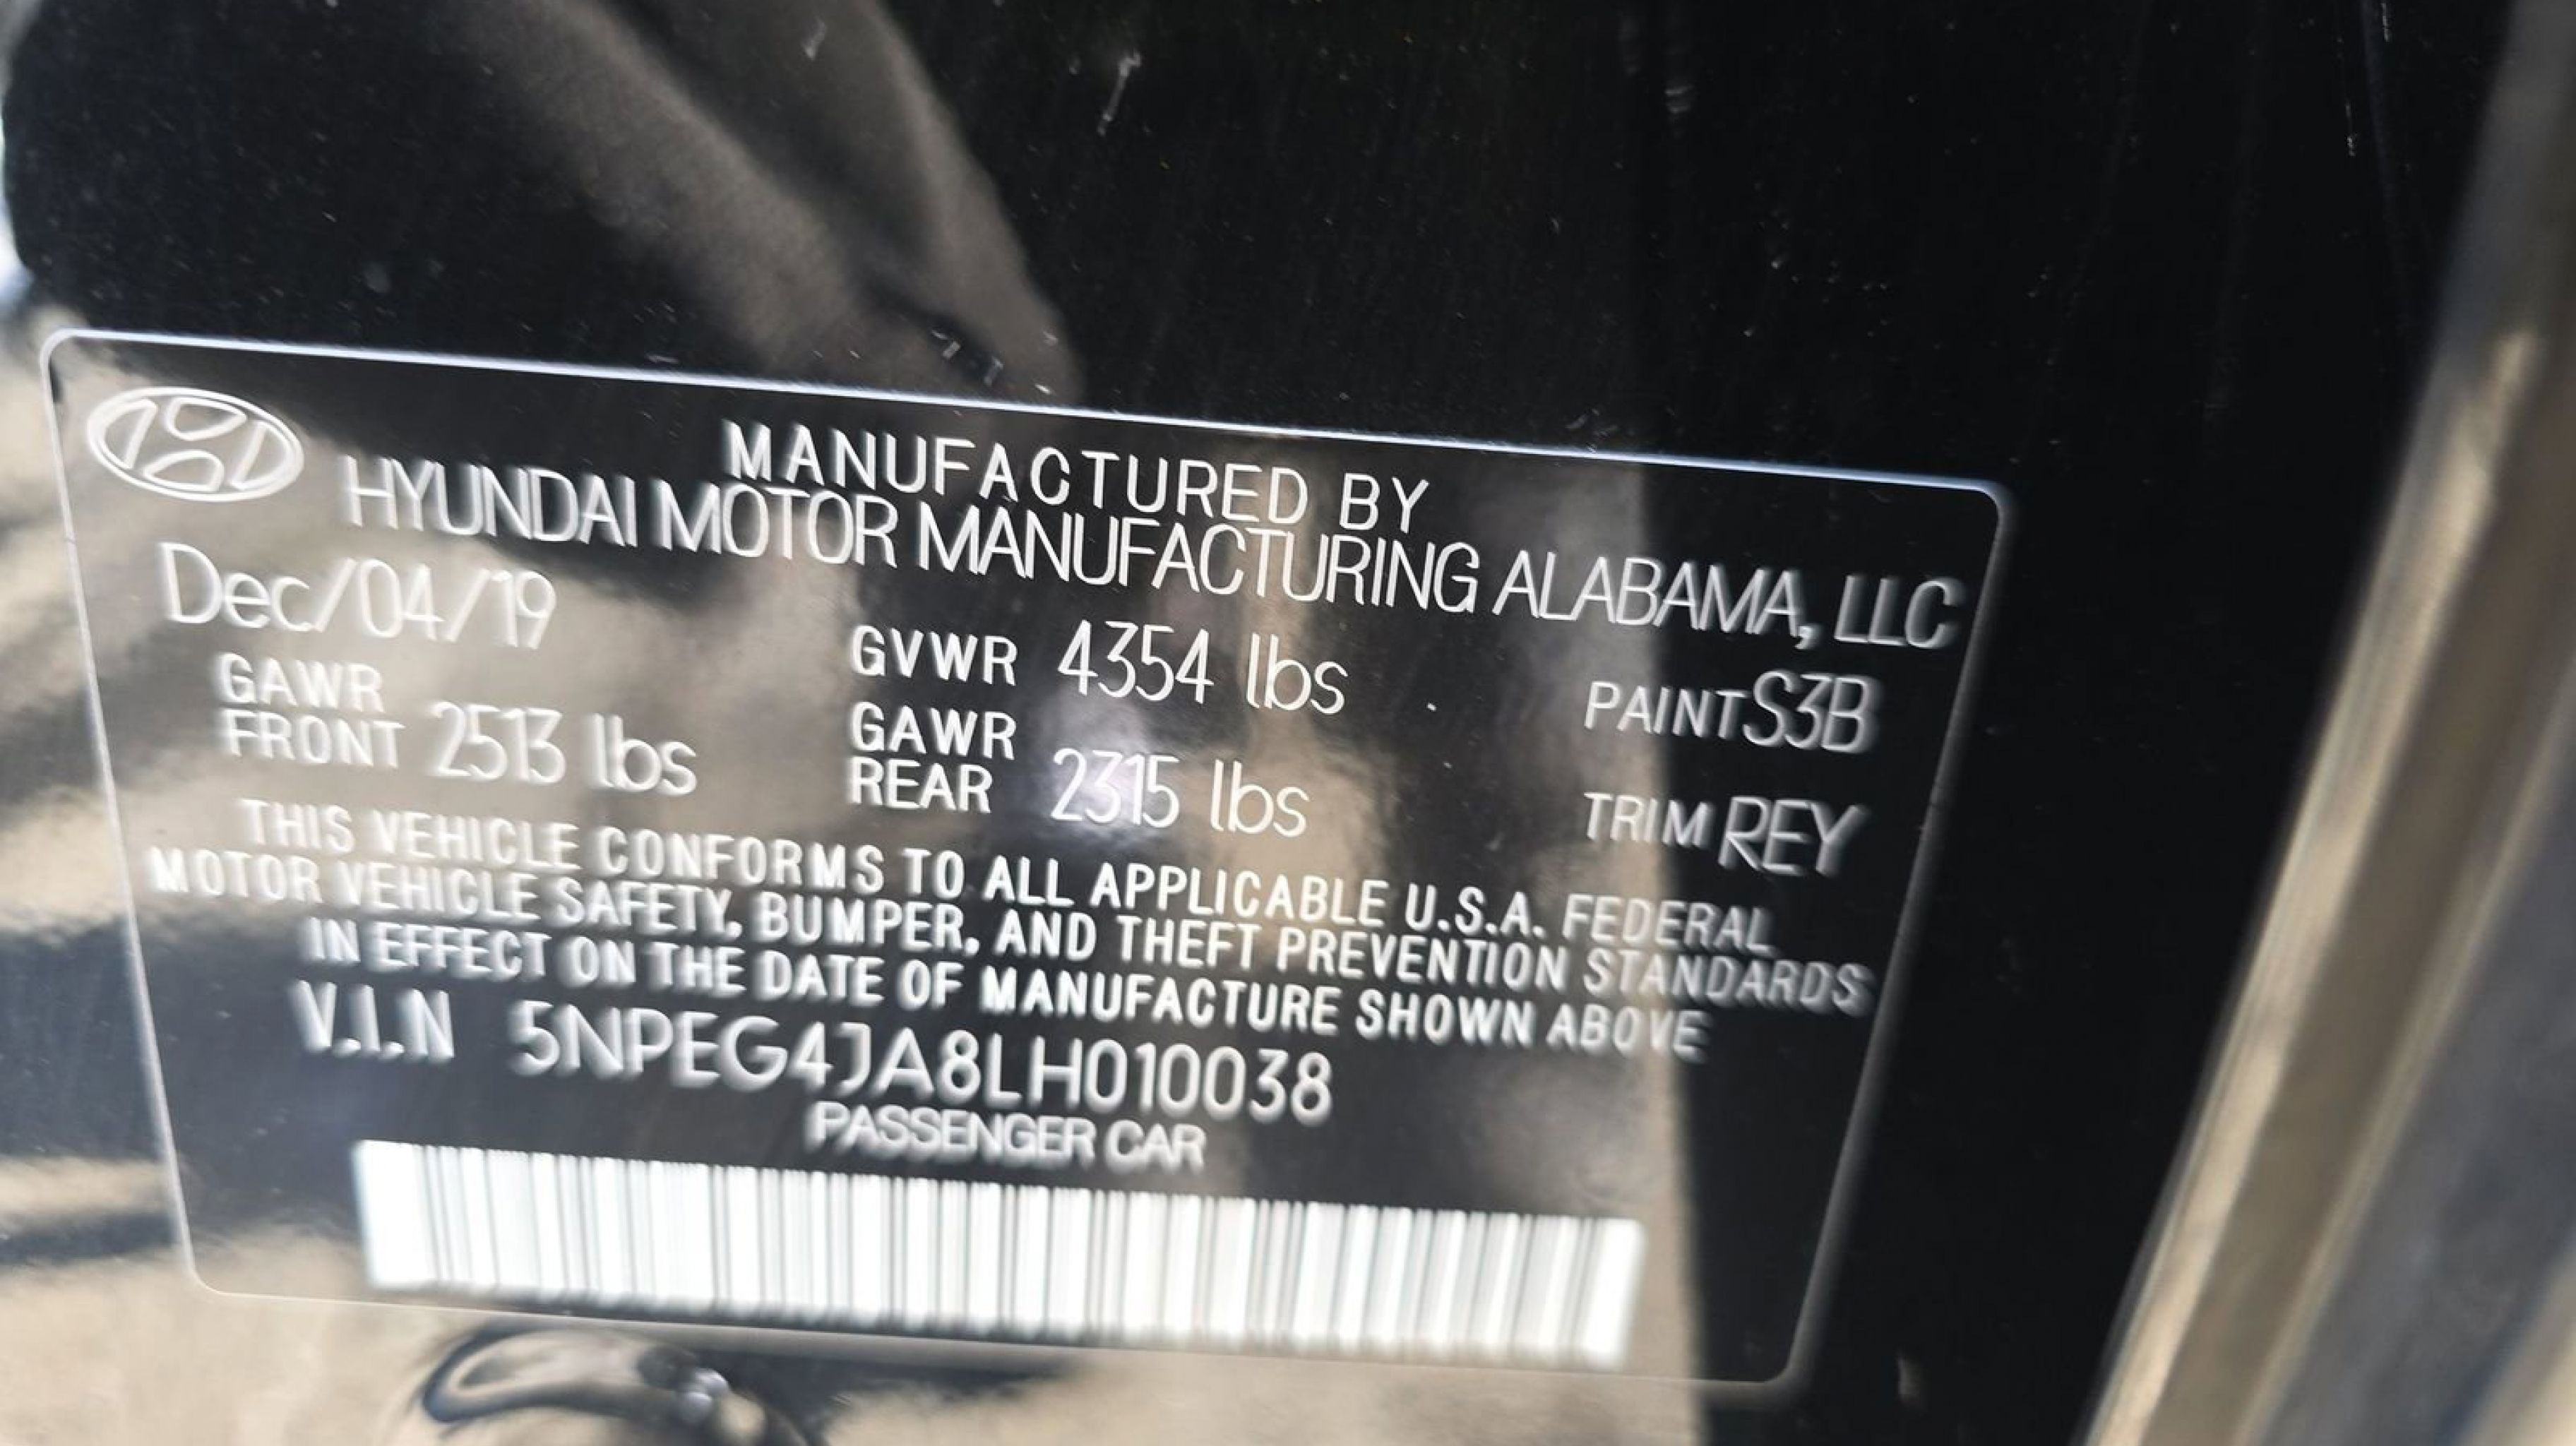 MANUFACTURED BY
HYUNDAI MOTOR MANUFACTURING ALABAMA, LLC
Dec/04/19
GVWR 4354 lbs
PAINT S3B
GAWR
FRONT 2513 lbs
GAWR
REAR 2315 lbs
TRIM REY
THIS VEHICLE CONFORMS TO ALL APPLICABLE U.S.A. FEDERAL
MOTOR VEHICLE SAFETY, BUMPER, AND THEFT PREVENTION STANDARDS
IN EFFECT ON THE DATE OF MANUFACTURE SHOWN ABOVE
V.I.N 5NPEG4JA8LH010038
PASSENGER CAR